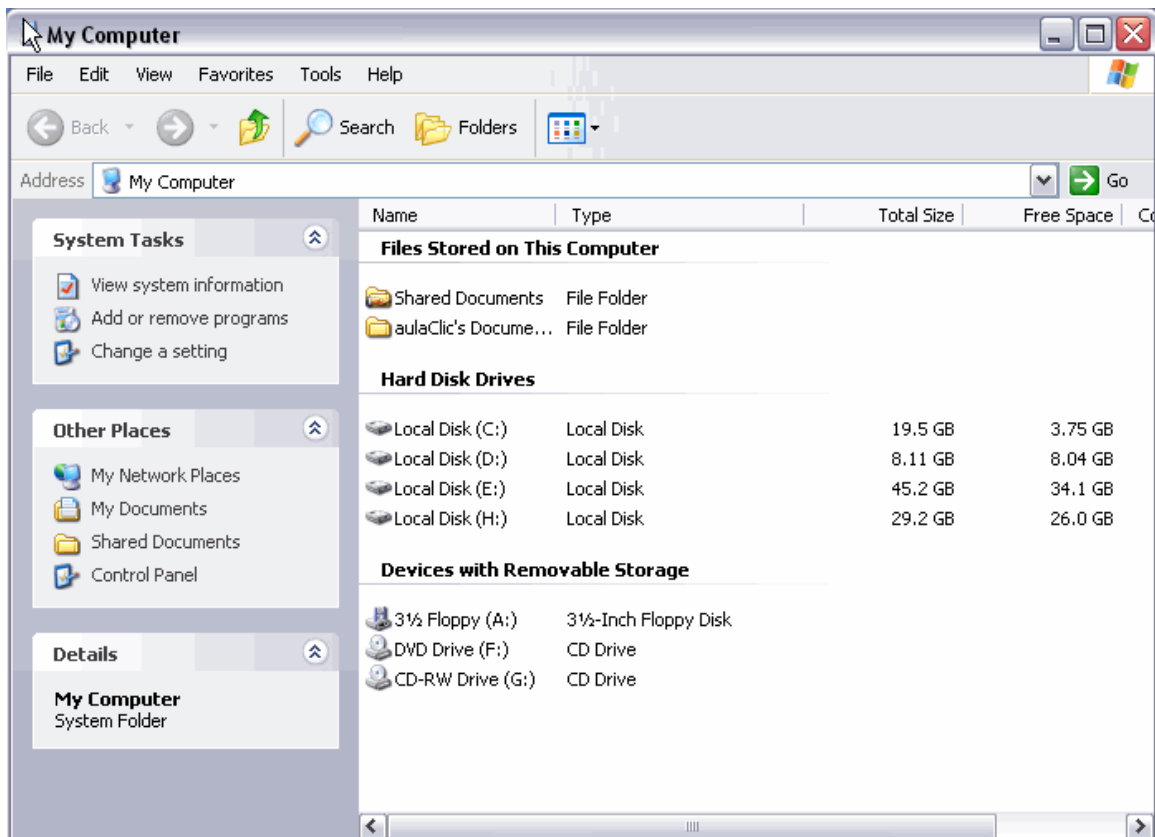 My Computer
File Edit View Favorites Tools Help
Back Search Folders
Address My Computer Go
System Tasks
View system information
Add or remove programs
Change a setting
Other Places
My Network Places
My Documents
Shared Documents
Control Panel
Details
My Computer
System Folder
Name Type Total Size Free Space Co
Files Stored on This Computer
Shared Documents File Folder
aulaClic's Docume... File Folder
Hard Disk Drives
Local Disk (C:) Local Disk 19.5 GB 3.75 GB
Local Disk (D:) Local Disk 8.11 GB 8.04 GB
Local Disk (E:) Local Disk 45.2 GB 34.1 GB
Local Disk (H:) Local Disk 29.2 GB 26.0 GB
Devices with Removable Storage
3½ Floppy (A:) 3½-Inch Floppy Disk
DVD Drive (F:) CD Drive
CD-RW Drive (G:) CD Drive